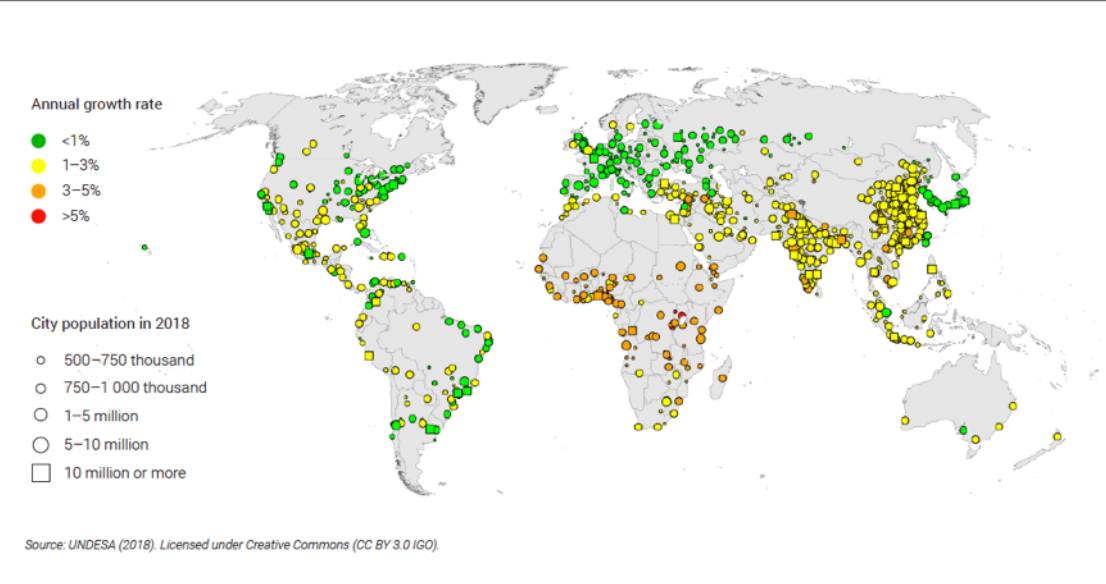 Annual growth rate
<1%
1–3%
3–5%
>5%
City population in 2018
500–750 thousand
750–1 000 thousand
1–5 million
5–10 million
10 million or more
Source: UNDESA (2018). Licensed under Creative Commons (CC BY 3.0 IGO).